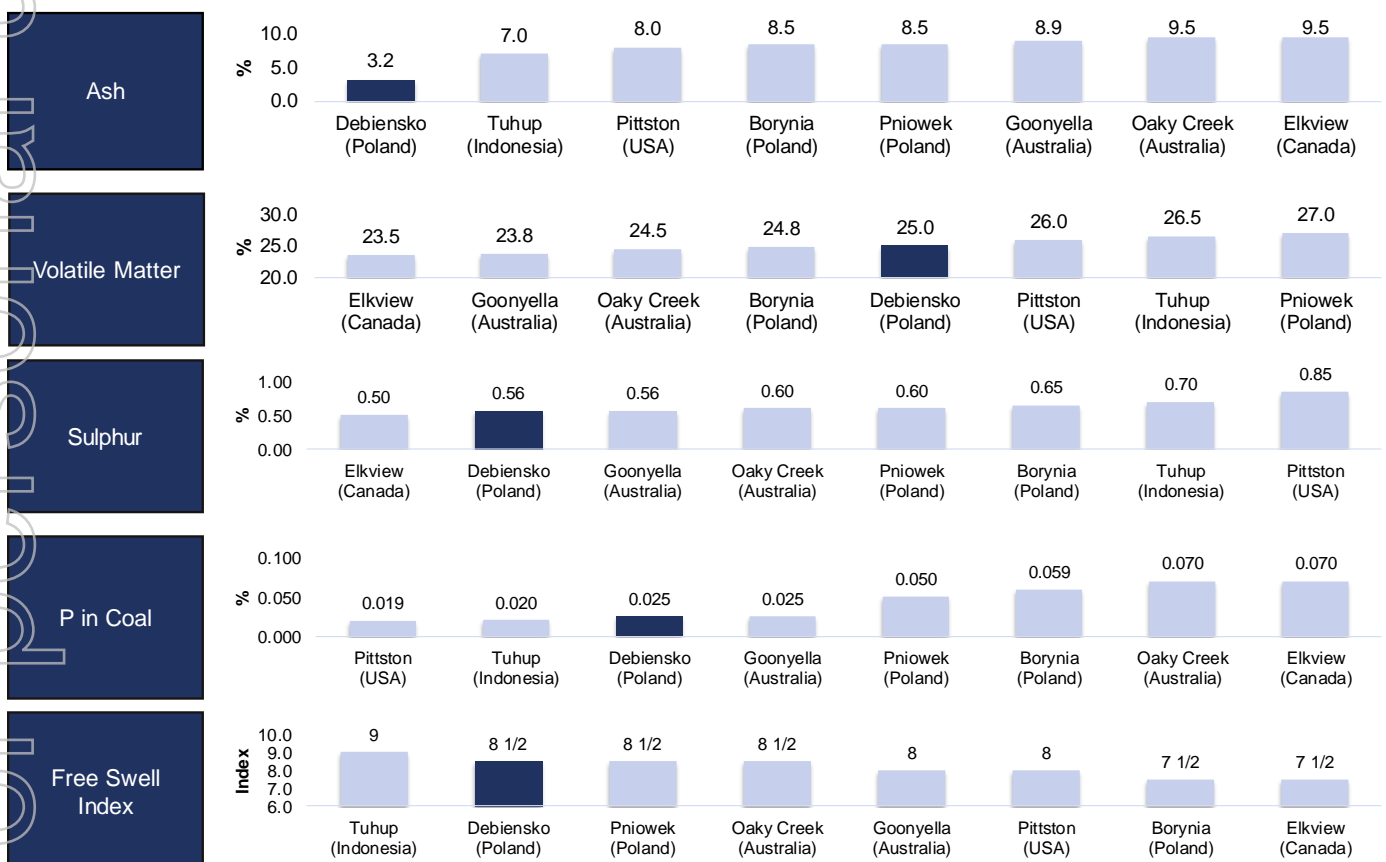 Ash
%
10.0
5.0
0.0
3.2
7.0
8.0
8.5
8.5
8.9
9.5
9.5
Debiensko
(Poland)
Tuhup
(Indonesia)
Pittston
(USA)
Borynia
(Poland)
Pniowek
(Poland)
Goonyella
(Australia)
Oaky Creek
(Australia)
Elkview
(Canada)
Volatile Matter
%
30.0
25.0
20.0
23.5
23.8
24.5
24.8
25.0
26.0
26.5
27.0
Elkview
(Canada)
Goonyella
(Australia)
Oaky Creek
(Australia)
Borynia
(Poland)
Debiensko
(Poland)
Pittston
(USA)
Tuhup
(Indonesia)
Pniowek
(Poland)
Sulphur
%
1.00
0.50
0.00
0.50
0.56
0.56
0.60
0.60
0.65
0.70
0.85
Elkview
(Canada)
Debiensko
(Poland)
Goonyella
(Australia)
Oaky Creek
(Australia)
Pniowek
(Poland)
Borynia
(Poland)
Tuhup
(Indonesia)
Pittston
(USA)
P in Coal
%
0.100
0.050
0.000
0.019
0.020
0.025
0.025
0.050
0.059
0.070
0.070
Pittston
(USA)
Tuhup
(Indonesia)
Debiensko
(Poland)
Goonyella
(Australia)
Pniowek
(Poland)
Borynia
(Poland)
Oaky Creek
(Australia)
Elkview
(Canada)
Free Swell
Index
Index
10.0
9.0
8.0
7.0
6.0
9
8 1/2
8 1/2
8 1/2
8
8
7 1/2
7 1/2
Tuhup
(Indonesia)
Debiensko
(Poland)
Pniowek
(Poland)
Oaky Creek
(Australia)
Goonyella
(Australia)
Pittston
(USA)
Borynia
(Poland)
Elkview
(Canada)